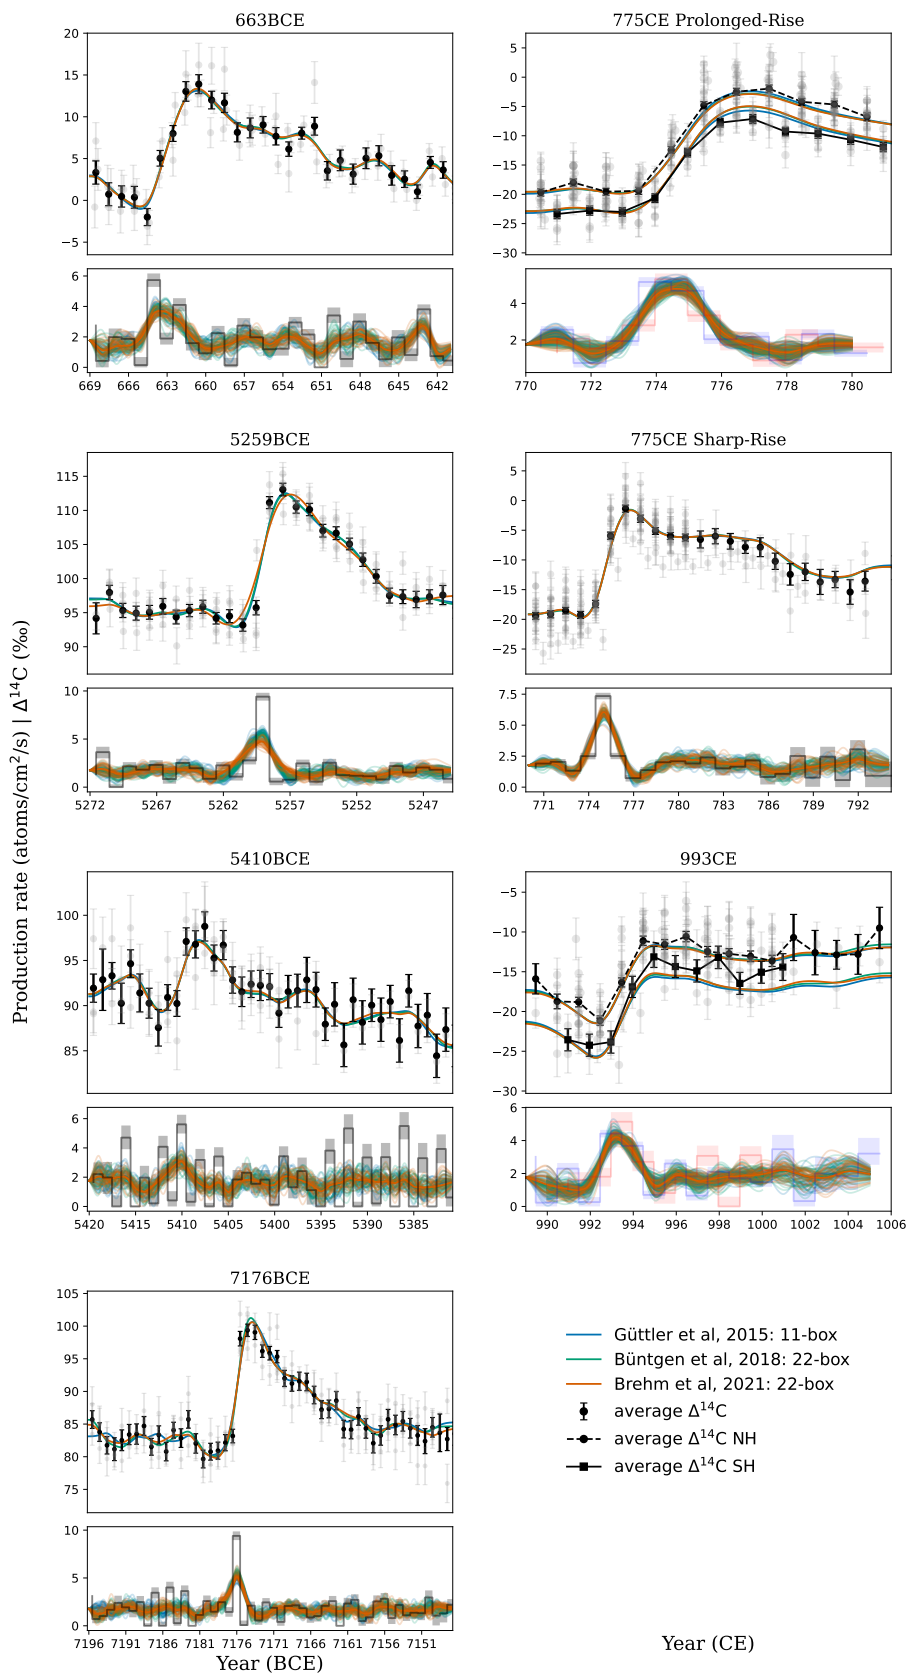 663BCE
20
15
10
5
0
−5
6
4
2
0
669 666 663 660 657 654 651 648 645 642
775CE Prolonged-Rise
5
0
−5
−10
−15
−20
−25
−30
4
2
770 772 774 776 778 780
5259BCE
115
110
105
100
95
90
10
5
0
5272 5267 5262 5257 5252 5247
775CE Sharp-Rise
5
0
−5
−10
−15
−20
−25
7.5
5.0
2.5
0.0
771 774 777 780 783 786 789 792
Production rate (atoms/cm²/s) | Δ¹⁴C (‰)
5410BCE
100
95
90
85
6
4
2
0
5420 5415 5410 5405 5400 5395 5390 5385
993CE
−5
−10
−15
−20
−25
−30
6
4
2
0
990 992 994 996 998 1000 1002 1004 1006
7176BCE
105
100
95
90
85
80
75
10
5
0
7196 7191 7186 7181 7176 7171 7166 7161 7156 7151
Year (BCE)
Güttler et al, 2015: 11-box
Büntgen et al, 2018: 22-box
Brehm et al, 2021: 22-box
average Δ¹⁴C
average Δ¹⁴C NH
average Δ¹⁴C SH
Year (CE)